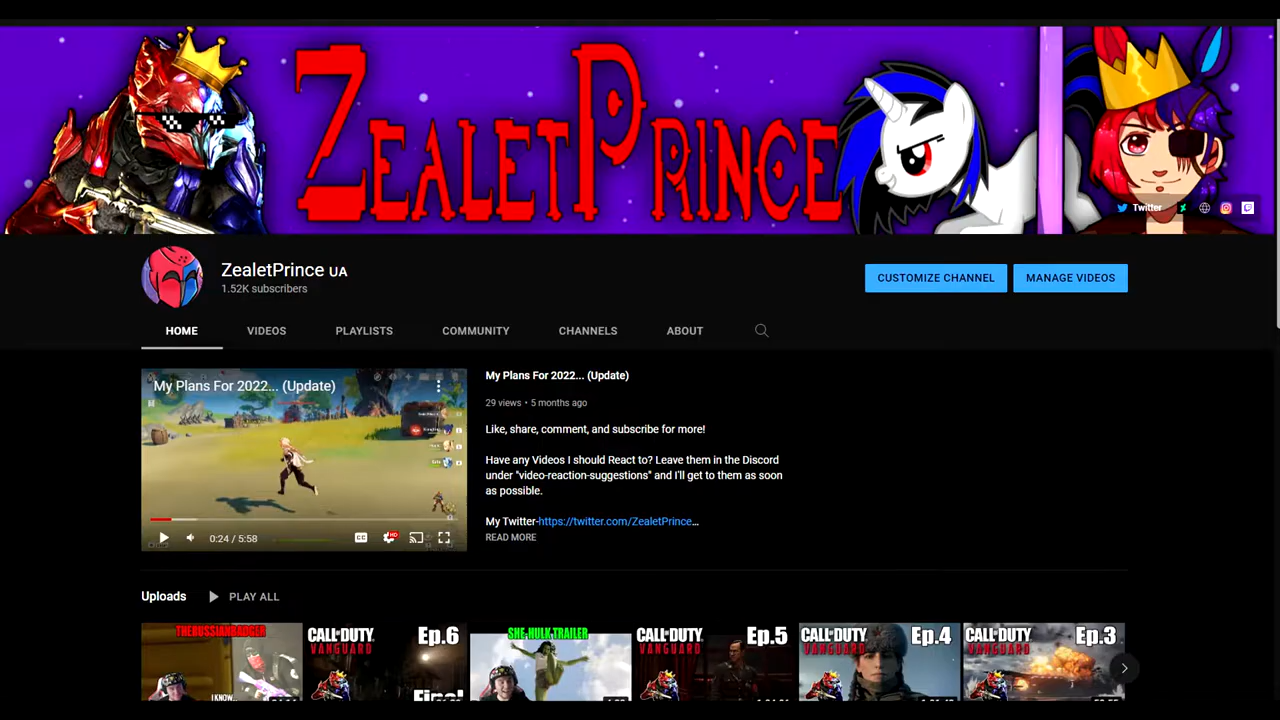 ZEALETPRINCE
Twitter
ZealetPrince UA
1.52K subscribers
CUSTOMIZE CHANNEL
MANAGE VIDEOS
HOME
VIDEOS
PLAYLISTS
COMMUNITY
CHANNELS
ABOUT
My Plans For 2022... (Update)
CC
HD
0:24 / 5:58
My Plans For 2022... (Update)
29 views • 5 months ago
Like, share, comment, and subscribe for more!
Have any Videos I should React to? Leave them in the Discord
under "video-reaction-suggestions" and I'll get to them as soon
as possible.
My Twitter-https://twitter.com/ZealetPrince...
READ MORE
Uploads
PLAY ALL
THERUSSIANBADGER
I KNOW...
CALL OF DUTY
VANGUARD
Ep.6
Final
SHE-HULK TRAILER
CALL OF DUTY
VANGUARD
Ep.5
CALL OF DUTY
VANGUARD
Ep.4
CALL OF DUTY
VANGUARD
Ep.3